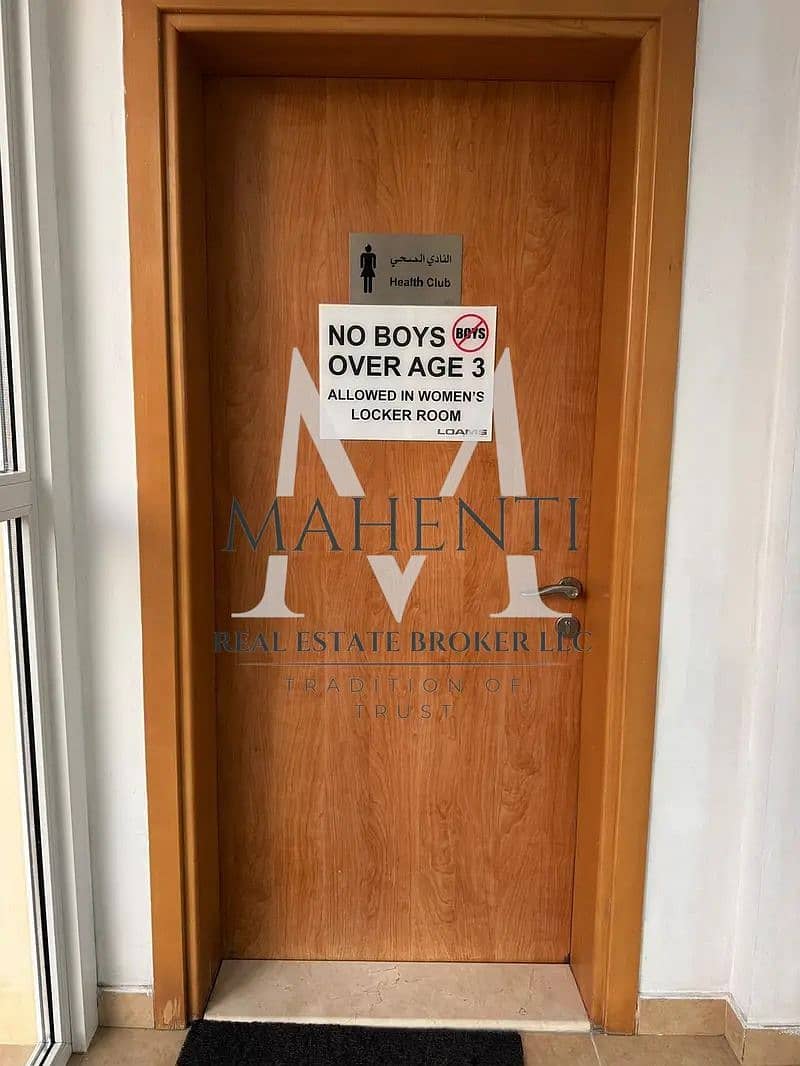 النادي الصحي
Health Club
NO BOYS BOYS
OVER AGE 3
ALLOWED IN WOMEN'S
LOCKER ROOM
LOAMS
M
MAHENTI
REAL ESTATE BROKER LLC
TRADITION OF
TRUST